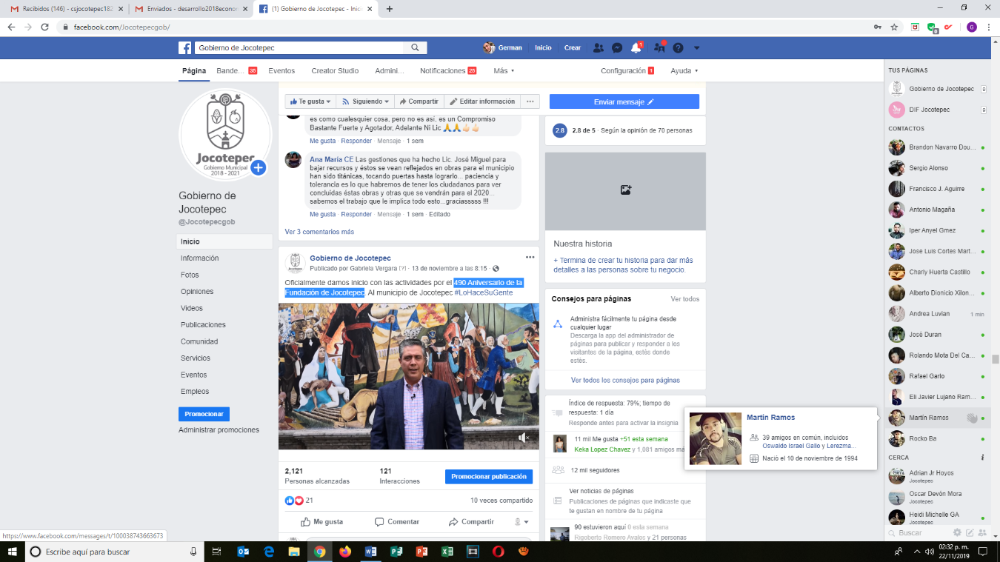 Recibidos (146) - csjocotepec182
Enviados - desarrollo2018econom
(1) Gobierno de Jocotepec - Inicio
facebook.com/Jocotepecgob/
Gobierno de Jocotepec
German
Inicio
Crear
1
Página
Bande... 35
Eventos
Creator Studio
Admini...
Notificaciones 25
Más
Configuración 1
Ayuda
Te gusta
Siguiendo
Compartir
Editar información
Enviar mensaje
Jocotepec
Gobierno Municipal
2018 - 2021
Gobierno de
Jocotepec
@Jocotepecgob
Inicio
Información
Fotos
Opiniones
Videos
Publicaciones
Comunidad
Servicios
Eventos
Empleos
Promocionar
Administrar promociones
es como cualesquier cosa, pero no es así, es un Compromiso
Bastante Fuerte y Agotador, Adelante Ni Lic 🙏🙏👍👍
Me gusta · Responder · Mensaje · 1 sem
Ana Maria CE Las gestiones que ha hecho Lic. José Miguel para
bajar recursos y éstos se vean reflejados en obras para el municipio
han sido titánicas, tocando puertas hasta lograrlo... paciencia y
tolerancia es lo que habremos de tener los ciudadanos para ver
concluidas éstas obras y otras que se vendrán para el 2020...
sabemos el trabajo que le implica todo esto...graciasssss !!!
Me gusta · Responder · Mensaje · 1 sem · Editado
Ver 3 comentarios más
Gobierno de Jocotepec
Publicado por Gabriela Vergara [?] · 13 de noviembre a las 8:15 ·
Oficialmente damos inicio con las actividades por el 490 Aniversario de la
Fundación de Jocotepec. Al municipio de Jocotepec #LoHaceSuGente
2,121
Personas alcanzadas
121
Interacciones
Promocionar publicación
21
10 veces compartido
Me gusta
Comentar
Compartir
2.8
2.8 de 5 · Según la opinión de 70 personas
Nuestra historia
+ Termina de crear tu historia para dar más
detalles a las personas sobre tu negocio.
Consejos para páginas
Ver todos
Administra fácilmente tu página desde
cualquier lugar
Descarga la app del administrador de
páginas para publicar y responder a los
visitantes de la página, estés donde
estés.
Ver todos los consejos para páginas
Índice de respuesta: 79%; tiempo de
respuesta: 1 día
Responde antes para activar la insignia
11 mil Me gusta +51 esta semana
Keka Lopez Chavez y 1,081 amigos má
12 mil seguidores
Ver noticias de páginas
Publicaciones de páginas que indicaste que
te gustan en nombre de tu página
90 estuvieron aquí 0 esta semana
Rigoberto Romero Avalos y 21 personas
Martín Ramos
39 amigos en común, incluidos
Oswaldo Israel Gallo y Lerezma...
Nació el 10 de noviembre de 1994
TUS PÁGINAS
Gobierno de Jocotepec 9
DIF Jocotepec 9
CONTACTOS
Brandon Navarro Dou...
Sergio Alonso
Francisco J. Aguirre
Antonio Magaña
Iper Anyel Gmez
Jose Luis Cortes Mart...
Charly Huerta Castillo
Alberto Dionicio Xilon...
Andrea Luvian 1 min
José Duran
Rolando Mota Del Ca...
Rafael Garlo
Eli Javier Lujano Ram...
Martín Ramos
Rocko Ba
CERCA
Adrian Jr Hoyos
Jocotepec
Oscar Devón Mora
Jocotepec
Heidi Michelle GA
Jocotepec
Buscar
https://www.facebook.com/messages/t/100038743663673
Escribe aquí para buscar
02:32 p. m.
22/11/2019